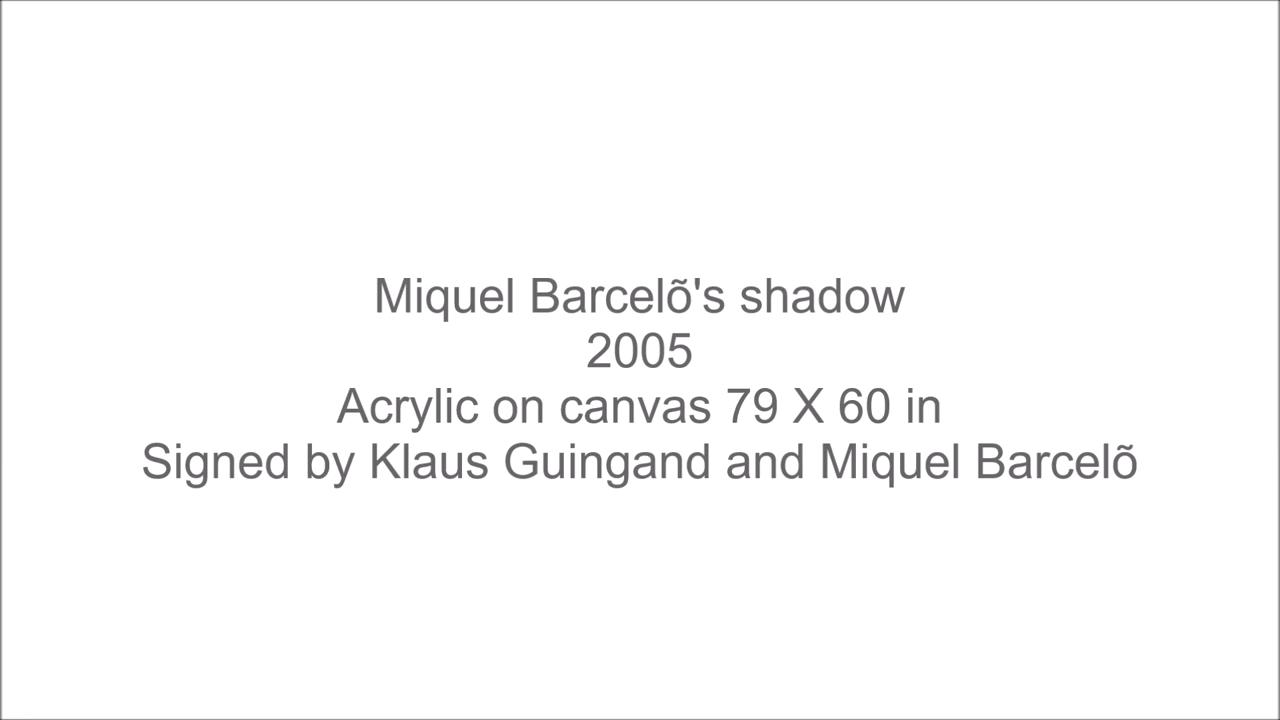 Miquel Barcelõ's shadow
2005
Acrylic on canvas 79 X 60 in
Signed by Klaus Guingand and Miquel Barcelõ